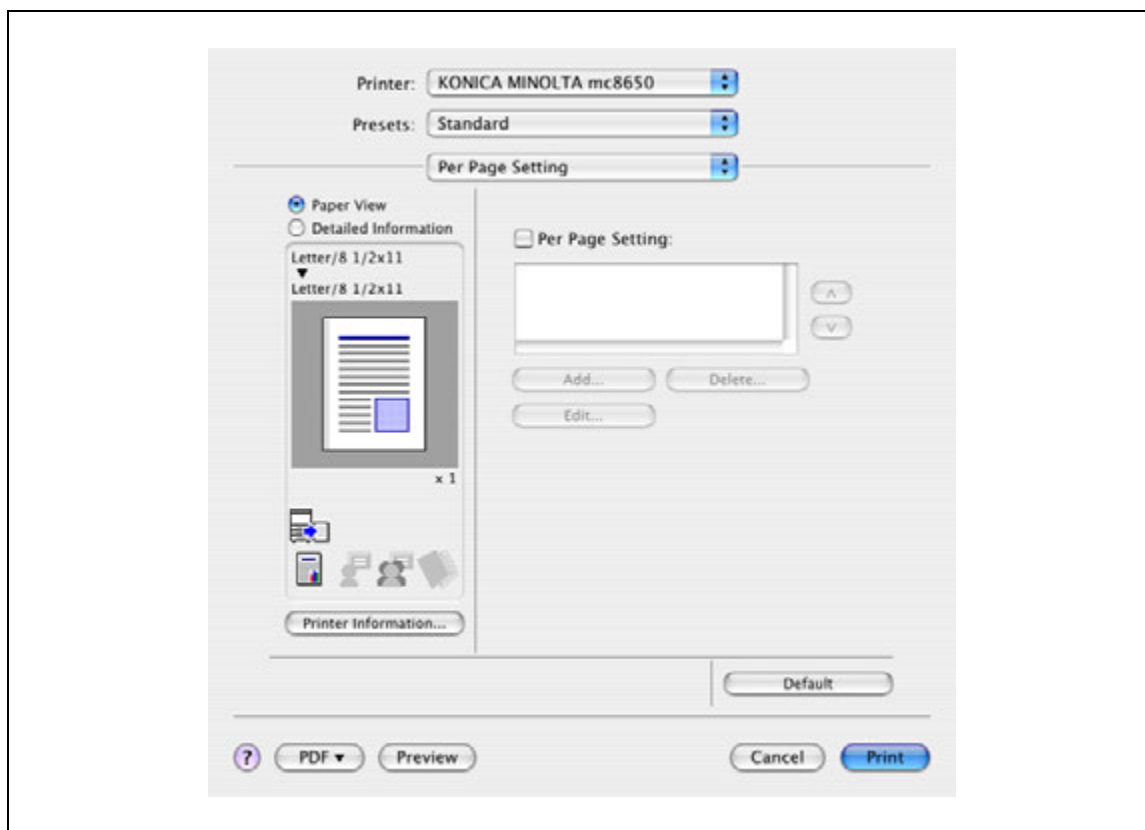 Printer: KONICA MINOLTA mc8650
Presets: Standard
Per Page Setting
Paper View
Detailed Information
Letter/8 1/2x11
▼
Letter/8 1/2x11
x 1
Printer Information...
Per Page Setting:
Add... Delete...
Edit...
Default
? PDF ▼ Preview Cancel Print